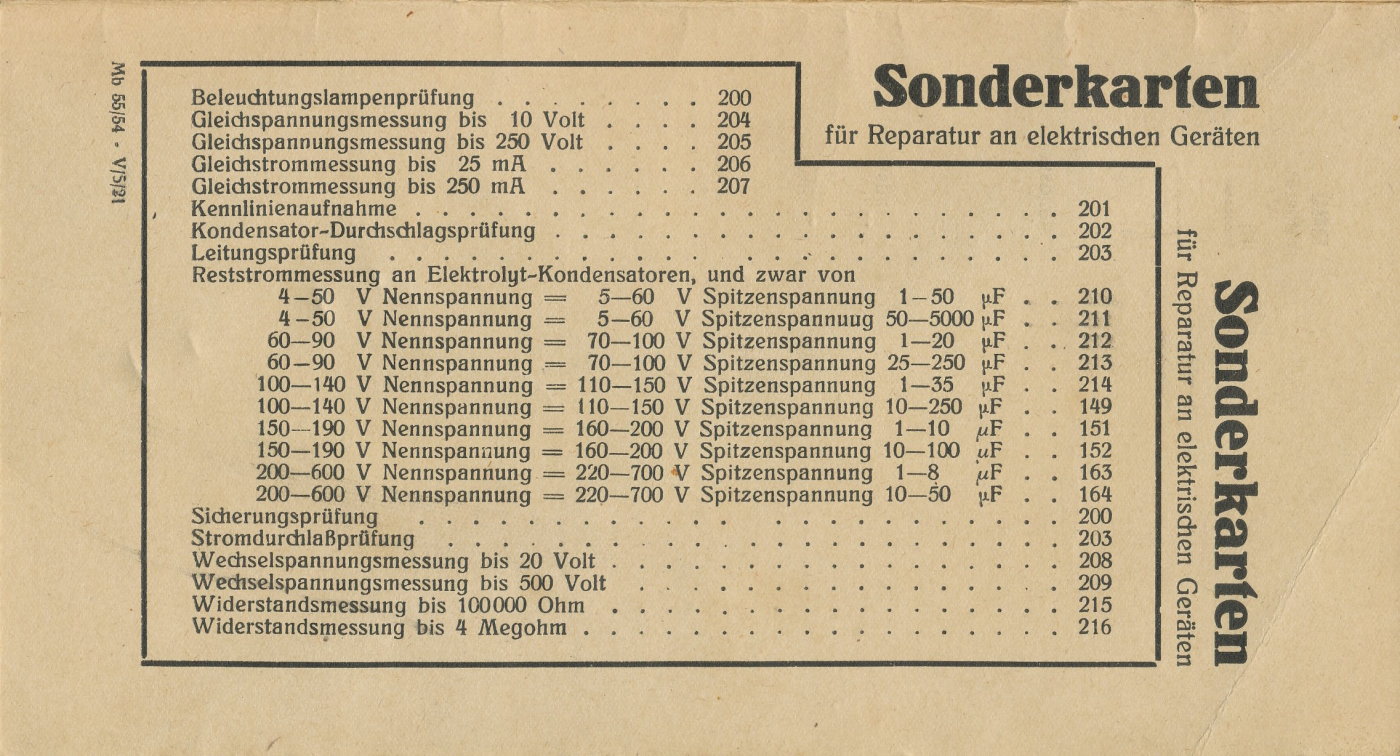 Sonderkarten
für Reparatur an elektrischen Geräten
Beleuchtungslampenprüfung . . . . . . . . 200
Gleichspannungsmessung bis 10 Volt . . . . 204
Gleichspannungsmessung bis 250 Volt . . . . 205
Gleichstrommessung bis 25 mA . . . . . . 206
Gleichstrommessung bis 250 mA . . . . . . 207
Kennlinienaufnahme . . . . . . . . . . . . . . . . . . . . . . . 201
Kondensator-Durchschlagsprüfung . . . . . . . . . . . . . . . . . . 202
Leitungsprüfung . . . . . . . . . . . . . . . . . . . . . . . . 203
Reststrommessung an Elektrolyt-Kondensatoren, und zwar von
4—50 V Nennspannung = 5—60 V Spitzenspannung 1—50 µF . . 210
4—50 V Nennspannung = 5—60 V Spitzenspannuug 50—5000 µF . . 211
60—90 V Nennspannung = 70—100 V Spitzenspannung 1—20 µF . . 212
60—90 V Nennspannung = 70—100 V Spitzenspannung 25—250 µF . . 213
100—140 V Nennspannung = 110—150 V Spitzenspannung 1—35 µF . . 214
100—140 V Nennspannung = 110—150 V Spitzenspannung 10—250 µF . . 149
150—190 V Nennspannung = 160—200 V Spitzenspannung 1—10 µF . . 151
150—190 V Nennspannung = 160—200 V Spitzenspannung 10—100 µF . . 152
200—600 V Nennspannung = 220—700 V Spitzenspannung 1—8 µF . . 163
200—600 V Nennspannung = 220—700 V Spitzenspannung 10—50 µF . . 164
Sicherungsprüfung . . . . . . . . . . . . . . . . . . . . . . . 200
Stromdurchlaßprüfung . . . . . . . . . . . . . . . . . . . . . . 203
Wechselspannungsmessung bis 20 Volt . . . . . . . . . . . . . . . . 208
Wechselspannungsmessung bis 500 Volt . . . . . . . . . . . . . . . 209
Widerstandsmessung bis 100000 Ohm . . . . . . . . . . . . . . . . 215
Widerstandsmessung bis 4 Megohm . . . . . . . . . . . . . . . . . 216
Sonderkarten
für Reparatur an elektrischen Geräten
Mb 55/54 · V/5/21